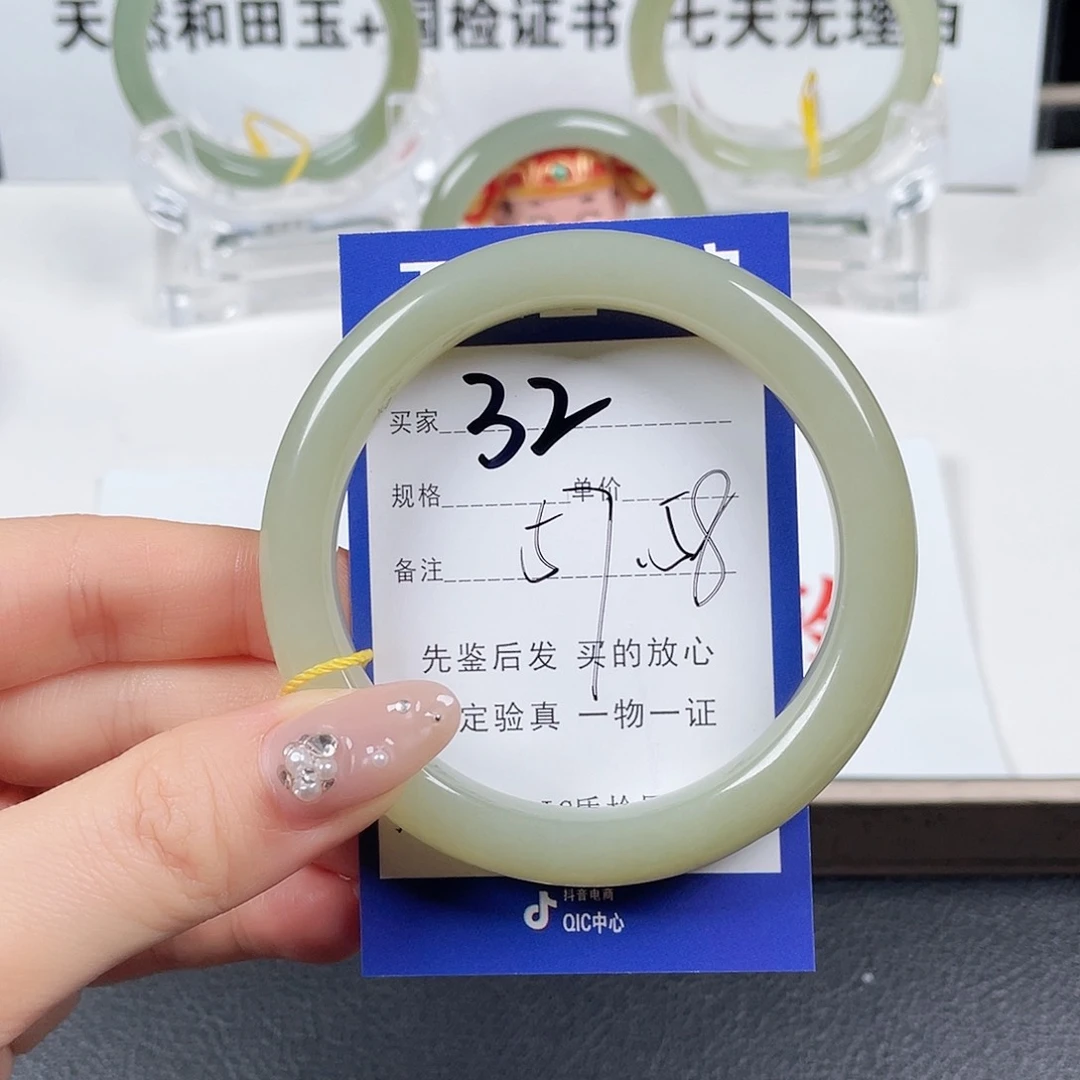 天然和田玉+国检证书 七天无理由
买家 32
规格 单价
备注 57.58
先鉴后发 买的放心
定验真 一物一证
抖音电商
QIC中心